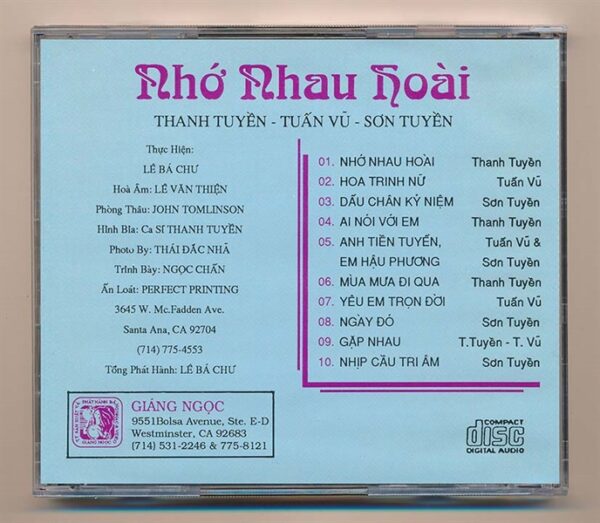 Nhớ Nhau Hoài
THANH TUYỀN - TUẤN VŨ - SƠN TUYỀN
Thực Hiện:
LÊ BÁ CHƯ
Hoà Âm: LÊ VĂN THIỆN
Phòng Thâu: JOHN TOMLINSON
Hình Bìa: Ca Sĩ THANH TUYỀN
Photo By: THÁI ĐẮC NHÃ
Trình Bày: NGỌC CHẤN
Ấn Loát: PERFECT PRINTING
3645 W. Mc.Fadden Ave.
Santa Ana, CA 92704
(714) 775-4553
Tổng Phát Hành: LÊ BÁ CHƯ
01. NHỚ NHAU HOÀI Thanh Tuyền
02. HOA TRINH NỮ Tuấn Vũ
03. DẤU CHÂN KỶ NIỆM Sơn Tuyền
04. AI NÓI VỚI EM Thanh Tuyền
05. ANH TIỀN TUYẾN, Tuấn Vũ &
EM HẬU PHƯƠNG Sơn Tuyền
06. MÙA MƯA ĐI QUA Thanh Tuyền
07. YÊU EM TRỌN ĐỜI Tuấn Vũ
08. NGÀY ĐÓ Sơn Tuyền
09. GẶP NHAU T.Tuyền - T. Vũ
10. NHỊP CẦU TRI ÂM Sơn Tuyền
GIÁNG NGỌC
9551Bolsa Avenue, Ste. E-D
Westminster, CA 92683
(714) 531-2246 & 775-8121
GIÁNG NGỌC
COMPACT
disc
DIGITAL AUDIO